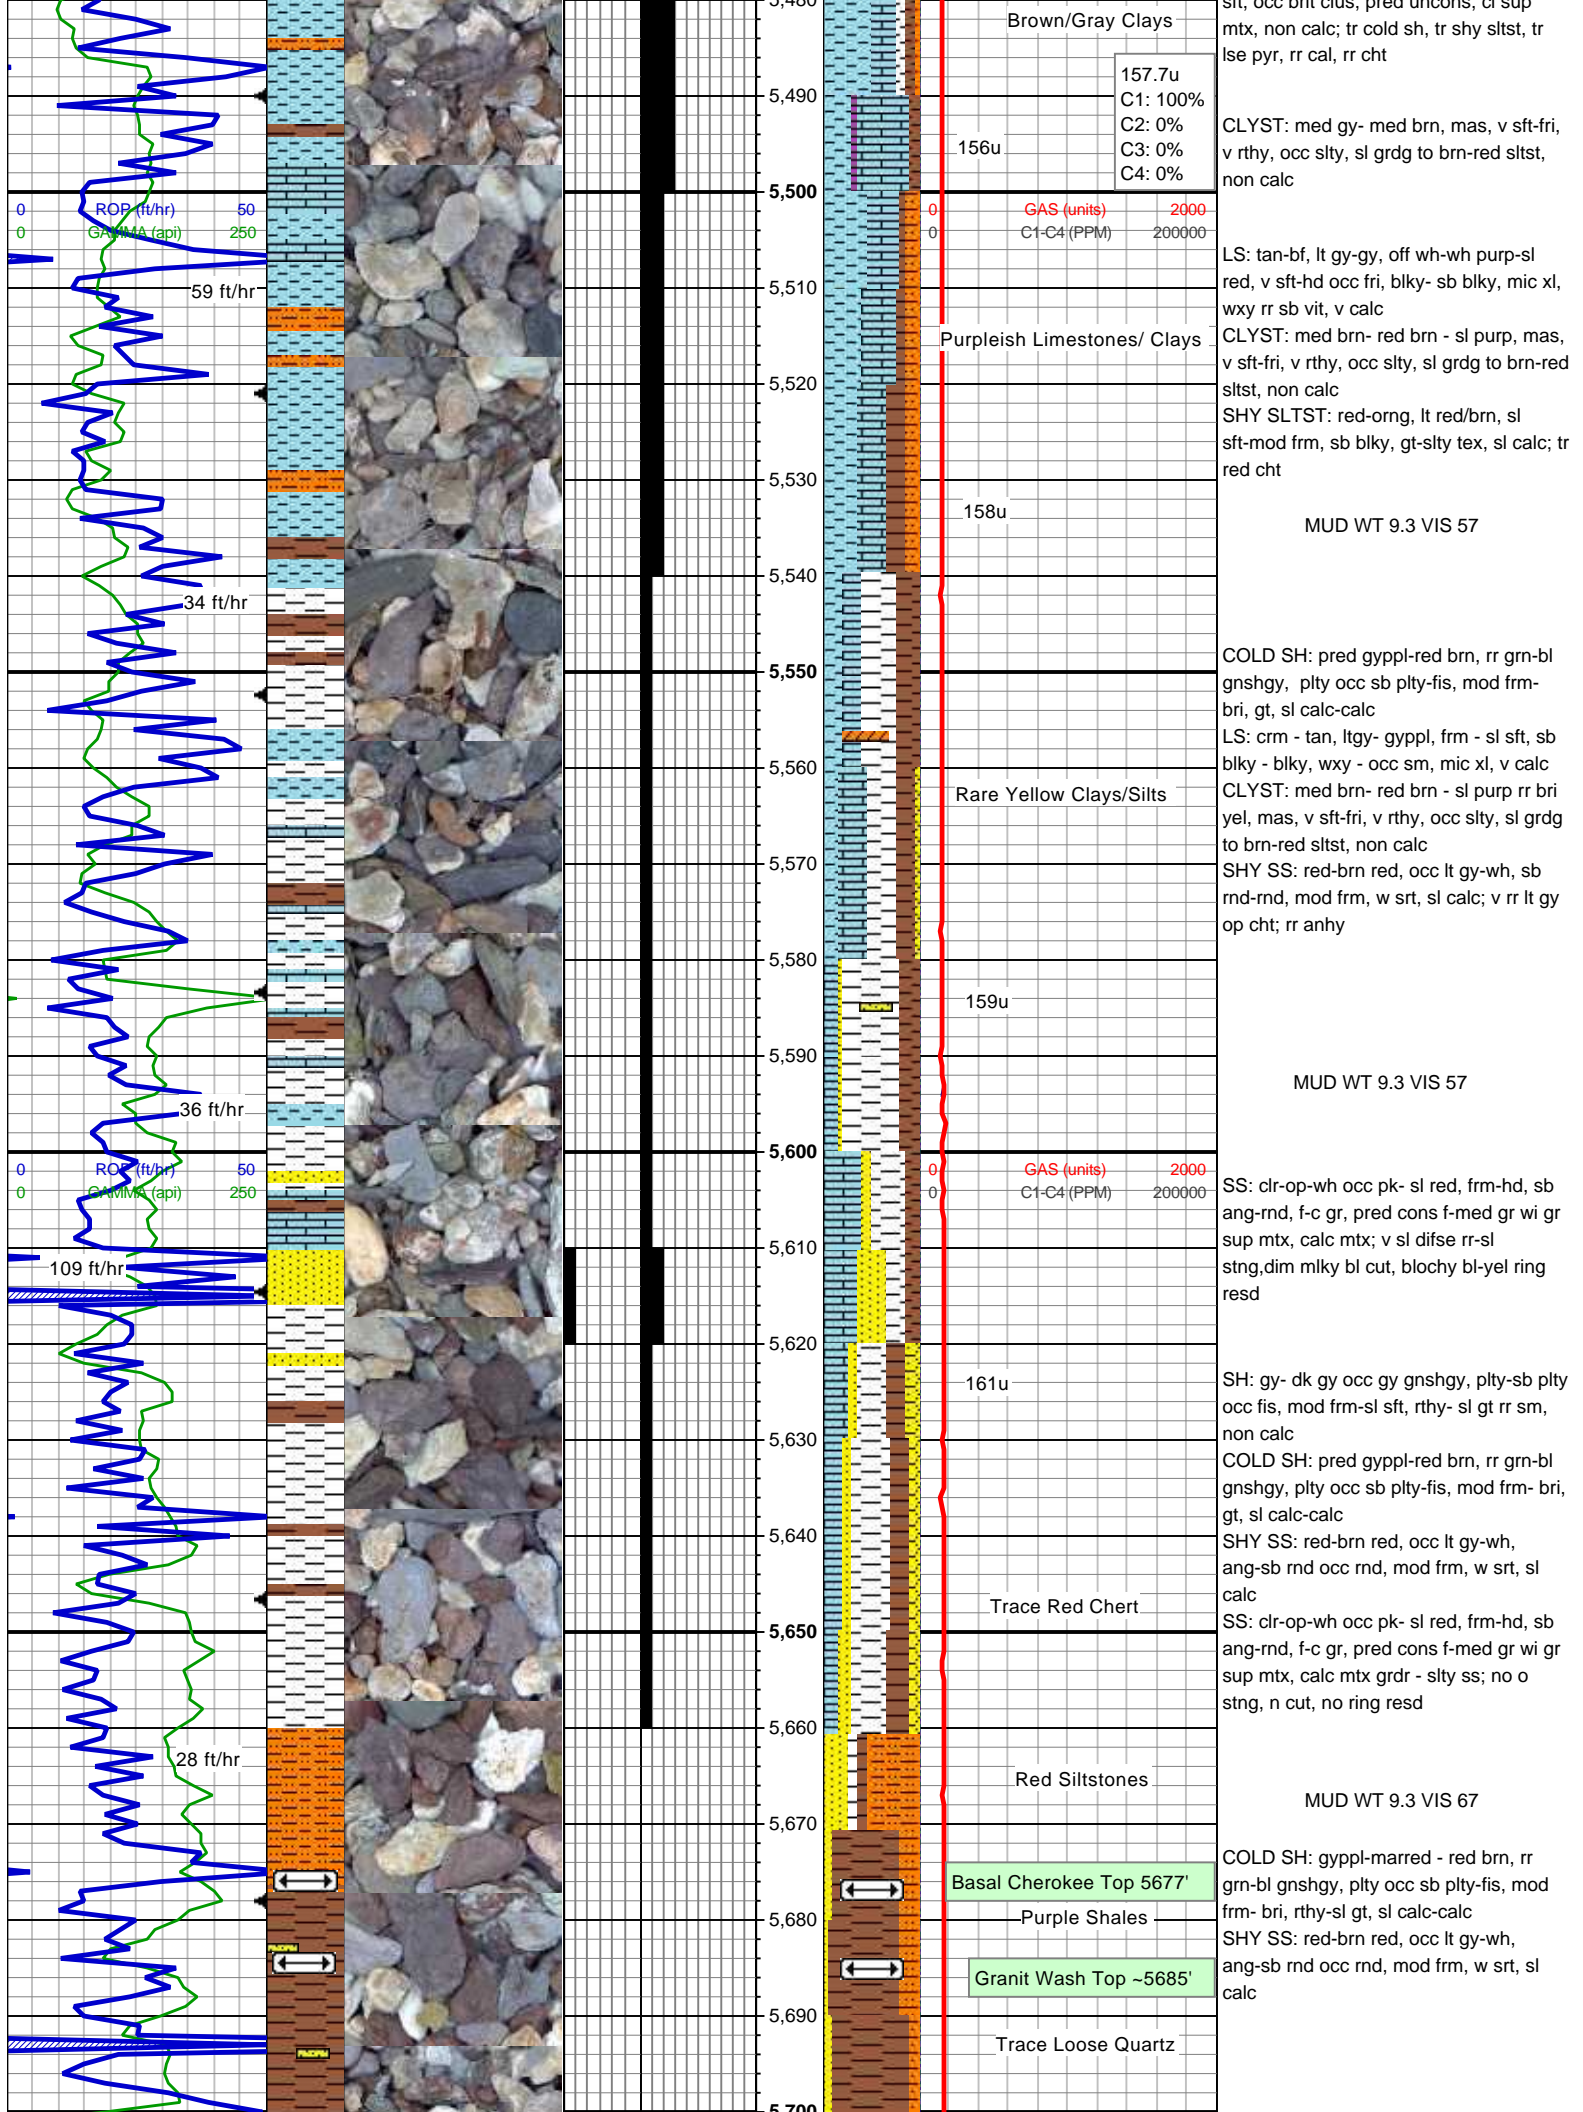 5,480
Brown/Gray Clays
slt, occ brit clus, pred uncons, cl sup
mtx, non calc; tr cold sh, tr shy sltst, tr
lse pyr, rr cal, rr cht
157.7u
C1: 100%
C2: 0%
C3: 0%
C4: 0%
5,490
CLYST: med gy- med brn, mas, v sft-fri,
v rthy, occ slty, sl grdg to brn-red sltst,
non calc
156u
5,500
0 ROP (ft/hr) 50
0 GAMMA (api) 250
0 GAS (units) 2000
0 C1-C4 (PPM) 200000
59 ft/hr
5,510
LS: tan-bf, lt gy-gy, off wh-wh purp-sl
red, v sft-hd occ fri, blky- sb blky, mic xl,
wxy rr sb vit, v calc
Purpleish Limestones/ Clays
CLYST: med brn- red brn - sl purp, mas,
v sft-fri, v rthy, occ slty, sl grdg to brn-red
sltst, non calc
5,520
SHY SLTST: red-orng, lt red/brn, sl
sft-mod frm, sb blky, gt-slty tex, sl calc; tr
red cht
5,530
158u
MUD WT 9.3 VIS 57
5,540
34 ft/hr
5,550
COLD SH: pred gyppl-red brn, rr grn-bl
gnshgy, plty occ sb plty-fis, mod frm-
bri, gt, sl calc-calc
LS: crm - tan, ltgy- gyppl, frm - sl sft, sb
blky - blky, wxy - occ sm, mic xl, v calc
5,560
Rare Yellow Clays/Silts
CLYST: med brn- red brn - sl purp rr bri
yel, mas, v sft-fri, v rthy, occ slty, sl grdg
to brn-red sltst, non calc
5,570
SHY SS: red-brn red, occ lt gy-wh, sb
rnd-rnd, mod frm, w srt, sl calc; v rr lt gy
op cht; rr anhy
5,580
159u
5,590
MUD WT 9.3 VIS 57
36 ft/hr
5,600
0 ROP (ft/hr) 50
0 GAMMA (api) 250
0 GAS (units) 2000
0 C1-C4 (PPM) 200000
SS: clr-op-wh occ pk- sl red, frm-hd, sb
ang-rnd, f-c gr, pred cons f-med gr wi gr
sup mtx, calc mtx; v sl difse rr-sl
stng,dim mlky bl cut, blochy bl-yel ring
resd
5,610
109 ft/hr
5,620
161u
SH: gy- dk gy occ gy gnshgy, plty-sb plty
occ fis, mod frm-sl sft, rthy- sl gt rr sm,
non calc
5,630
COLD SH: pred gyppl-red brn, rr grn-bl
gnshgy, plty occ sb plty-fis, mod frm- bri,
gt, sl calc-calc
5,640
SHY SS: red-brn red, occ lt gy-wh,
ang-sb rnd occ rnd, mod frm, w srt, sl
calc
Trace Red Chert
5,650
SS: clr-op-wh occ pk- sl red, frm-hd, sb
ang-rnd, f-c gr, pred cons f-med gr wi gr
sup mtx, calc mtx grdr - slty ss; no o
stng, n cut, no ring resd
5,660
28 ft/hr
Red Siltstones
MUD WT 9.3 VIS 67
5,670
COLD SH: gyppl-marred - red brn, rr
grn-bl gnshgy, plty occ sb plty-fis, mod
frm- bri, rthy-sl gt, sl calc-calc
Basal Cherokee Top 5677'
5,680
Purple Shales
SHY SS: red-brn red, occ lt gy-wh,
ang-sb rnd occ rnd, mod frm, w srt, sl
calc
Granit Wash Top ~5685'
5,690
Trace Loose Quartz
5,700